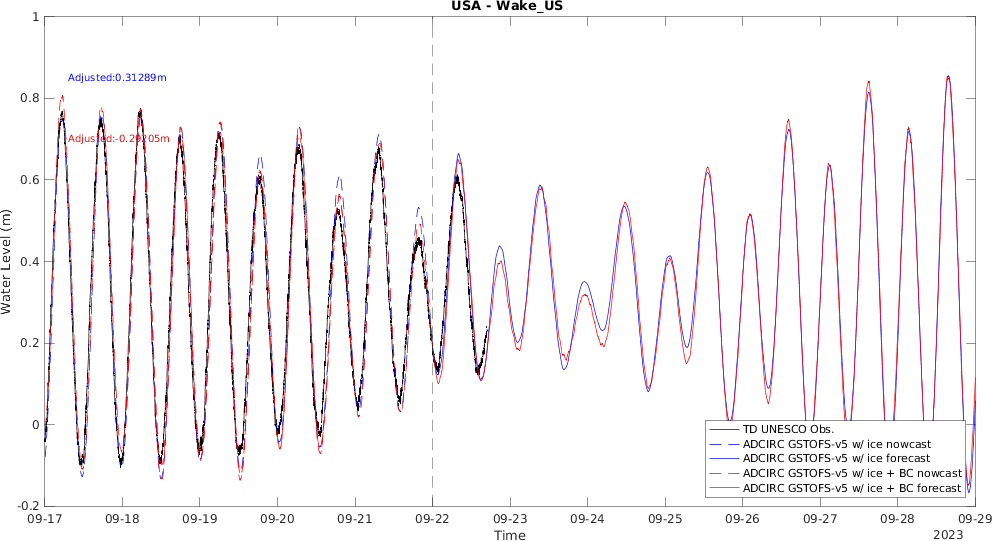 USA - Wake_US
Water Level (m)
1
0.8
0.6
0.4
0.2
0
-0.2
Adjusted:0.31289m
Adjusted:-0.29205m
TD UNESCO Obs.
ADCIRC GSTOFS-v5 w/ ice nowcast
ADCIRC GSTOFS-v5 w/ ice forecast
ADCIRC GSTOFS-v5 w/ ice + BC nowcast
ADCIRC GSTOFS-v5 w/ ice + BC forecast
09-17 09-18 09-19 09-20 09-21 09-22 09-23 09-24 09-25 09-26 09-27 09-28 09-29
Time
2023